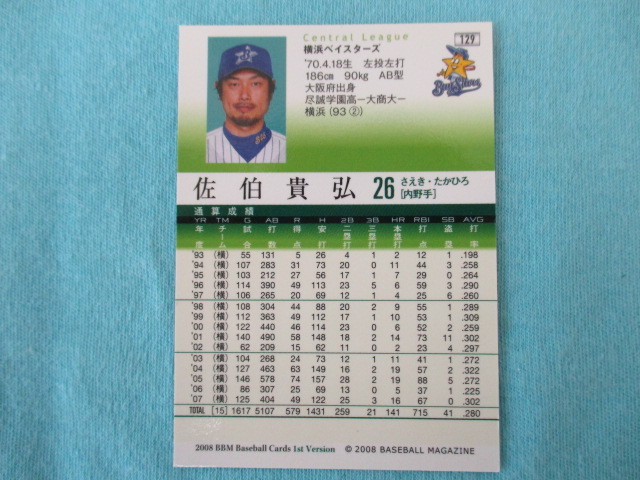 Central League
129
横浜ベイスターズ
'70.4.18生 左投左打
186㎝ 90kg AB型
大阪府出身
尽誠学園高ー大商大ー
横浜 (93②)
BayStars
佐伯貴弘 26 さえき・たかひろ [内野手]
通算成績
YR TM G AB R H 2B 3B HR RBI SB AVG
年度 チーム 試合 打数 得点 安打 二塁打 三塁打 本塁打 打点 盗塁 打率
'93 (横) 55 131 5 26 4 1 2 12 1 .198
'94 (横) 107 283 31 73 20 0 11 44 3 .258
'95 (横) 103 212 27 56 17 1 7 29 0 .264
'96 (横) 114 390 49 113 23 5 6 59 3 .290
'97 (横) 106 265 20 69 12 1 4 25 6 .260
'98 (横) 108 304 44 88 20 2 9 55 1 .289
'99 (横) 112 363 49 112 17 1 10 53 1 .309
'00 (横) 122 440 46 114 23 0 6 52 2 .259
'01 (横) 140 490 58 148 18 2 14 73 11 .302
'02 (横) 62 209 15 62 11 0 2 23 4 .297
'03 (横) 104 268 24 73 12 1 11 41 1 .272
'04 (横) 127 463 63 149 16 2 19 57 2 .322
'05 (横) 146 578 74 157 28 2 19 88 5 .272
'06 (横) 86 307 25 69 13 0 5 37 1 .225
'07 (横) 125 404 49 122 25 3 16 67 0 .302
TOTAL [15] 1617 5107 579 1431 259 21 141 715 41 .280
2008 BBM Baseball Cards 1st Version © 2008 BASEBALL MAGAZINE